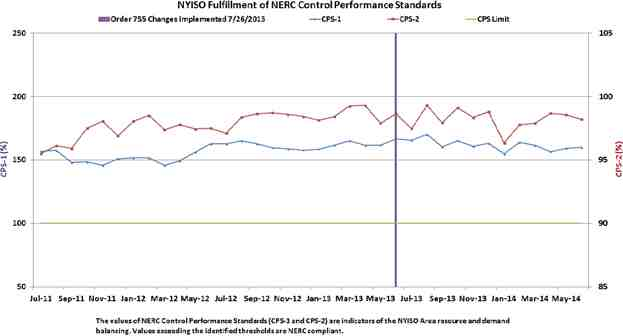 NYISO Fulfillment of NERC Control Performance Standards
Order 755 Changes Implemented 7/26/2013 CPS-1 CPS-2 CPS Limit
250 105
200 100
150 95
100 90
50 85
CPS-1 (%)
CPS-2 (%)
Jul-11 Sep-11 Nov-11 Jan-12 Mar-12 May-12 Jul-12 Sep-12 Nov-12 Jan-13 Mar-13 May-13 Jul-13 Sep-13 Nov-13 Jan-14 Mar-14 May-14
The values of NERC Control Performance Standards (CPS-1 and CPS-2) are indicators of the NYISO Area resource and demand
balancing. Values exceeding the identified thresholds are NERC compliant.